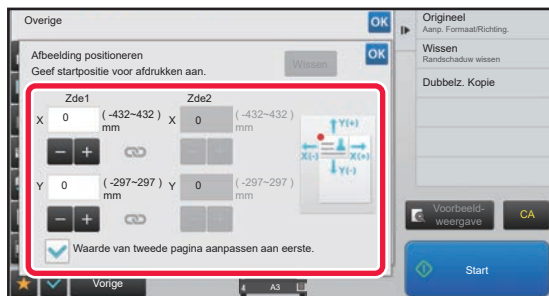 Overige
OK
Afbeelding positioneren
Geef startpositie voor afdrukken aan.
Wissen
OK
Zde1
Zde2
X 0 (-432~432) mm
X 0 (-432~432) mm
− +
− +
Y 0 (-297~297) mm
Y 0 (-297~297) mm
− +
− +
Y(+)
X(-) X(+)
Y(-)
Waarde van tweede pagina aanpassen aan eerste.
Vorige
4 A3
Origineel
Aanp. Formaat/Richting.
Wissen
Randschaduw wissen
Dubbelz. Kopie
Voorbeeld-
weergave
CA
Start